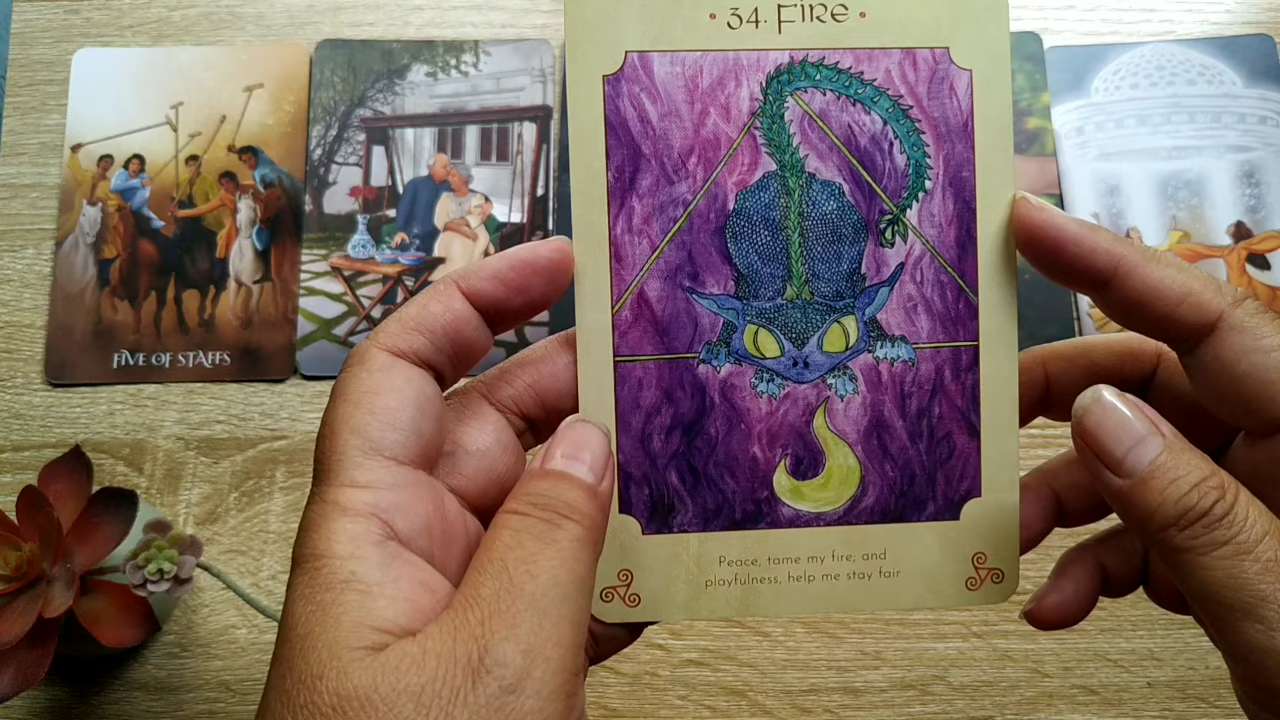 • 34. FIRE •
FIVE OF STAFFS
Peace, tame my fire; and
playfulness, help me stay fair